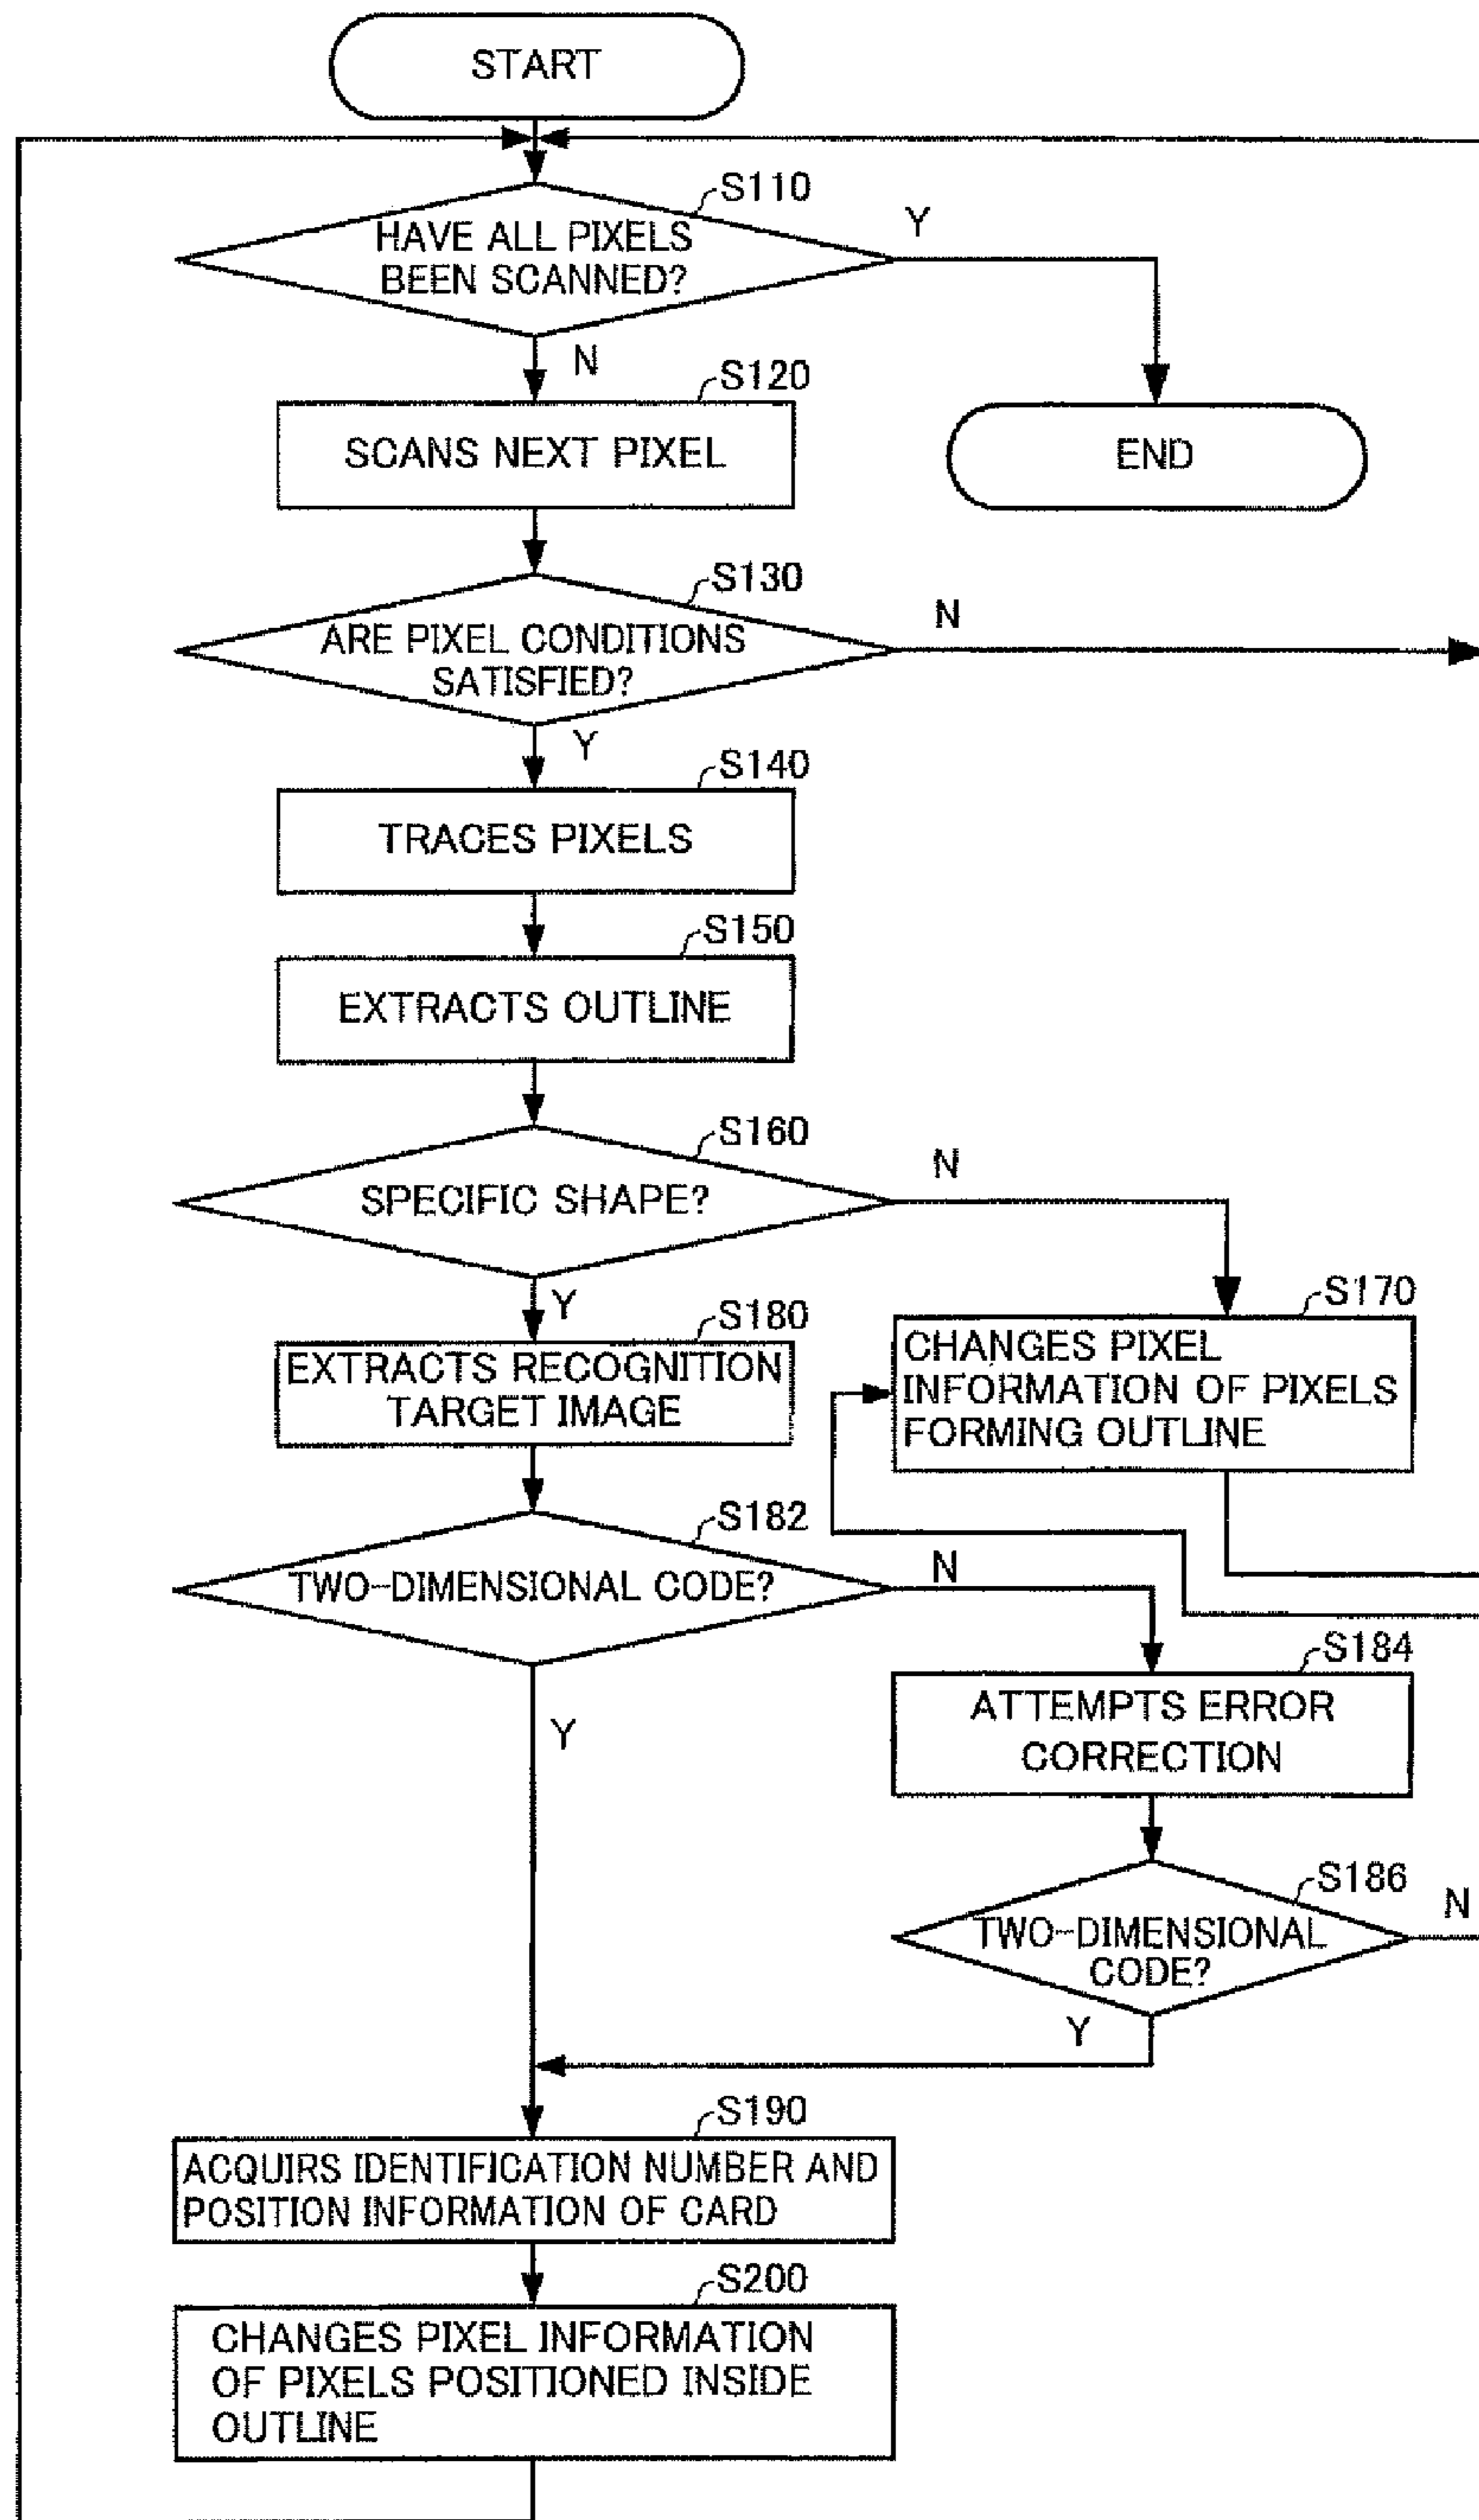 START
S110
HAVE ALL PIXELS
BEEN SCANNED?
Y
N
S120
SCANS NEXT PIXEL
END
S130
ARE PIXEL CONDITIONS
SATISFIED?
N
Y
S140
TRACES PIXELS
S150
EXTRACTS OUTLINE
S160
SPECIFIC SHAPE?
N
Y
S170
CHANGES PIXEL
INFORMATION OF PIXELS
FORMING OUTLINE
S180
EXTRACTS RECOGNITION
TARGET IMAGE
S182
TWO-DIMENSIONAL CODE?
N
Y
S184
ATTEMPTS ERROR
CORRECTION
S186
TWO-DIMENSIONAL
CODE?
N
Y
S190
ACQUIRS IDENTIFICATION NUMBER AND
POSITION INFORMATION OF CARD
S200
CHANGES PIXEL INFORMATION
OF PIXELS POSITIONED INSIDE
OUTLINE